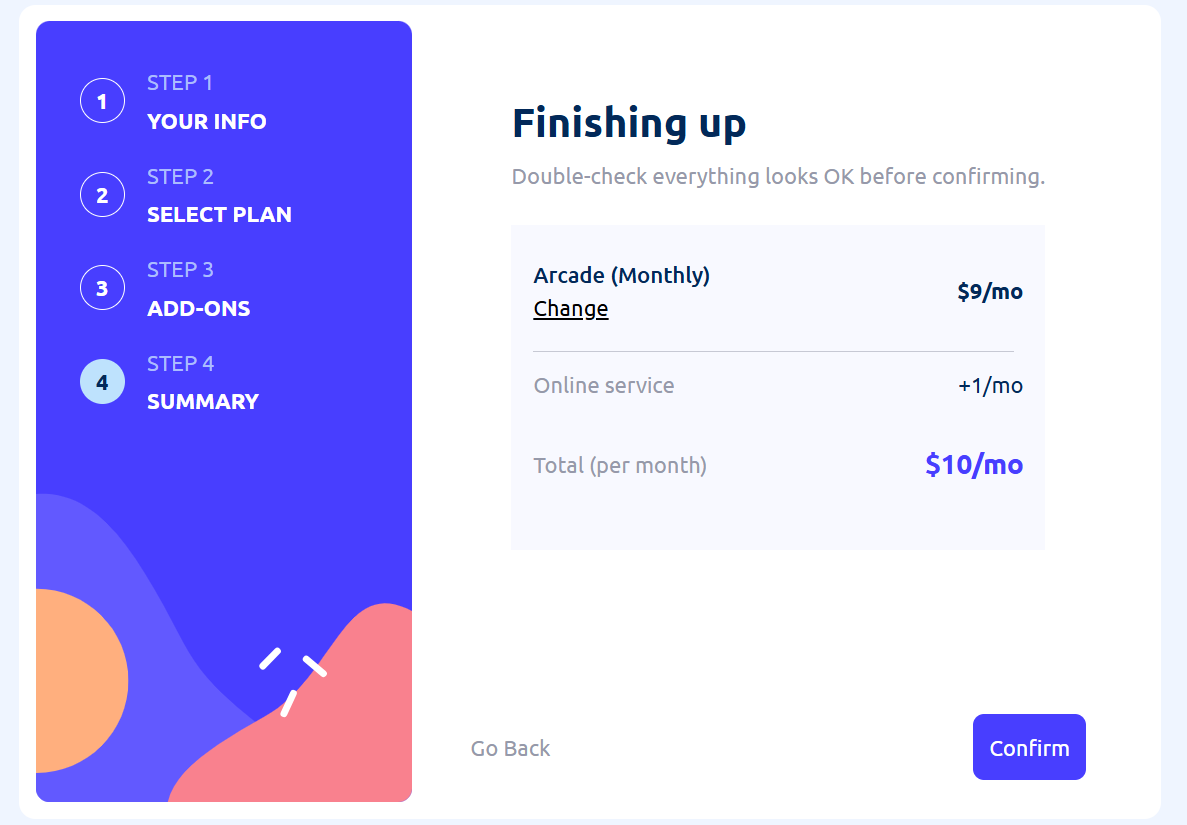 1
STEP 1
YOUR INFO
2
STEP 2
SELECT PLAN
3
STEP 3
ADD-ONS
4
STEP 4
SUMMARY
Finishing up
Double-check everything looks OK before confirming.
Arcade (Monthly)
Change
$9/mo
Online service
+1/mo
Total (per month)
$10/mo
Go Back
Confirm